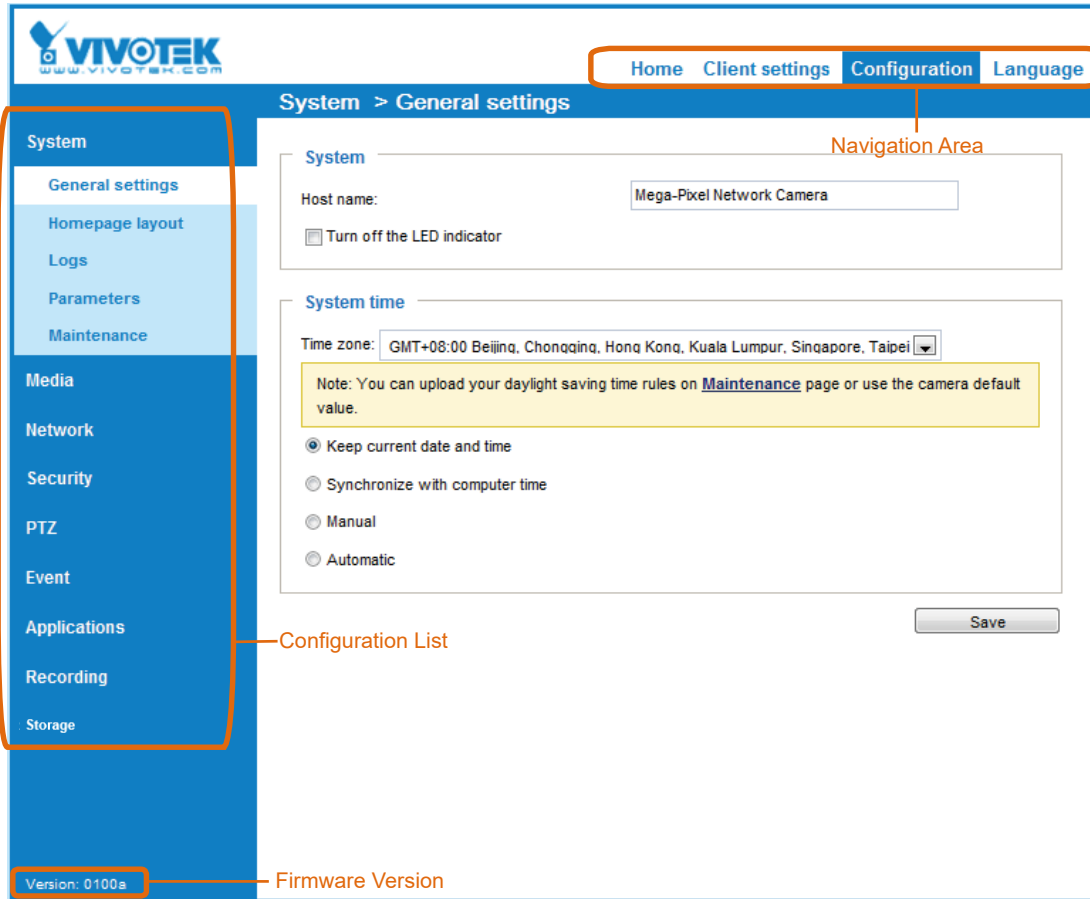 VIVOTEK
www.vivotek.com
Home Client settings Configuration Language
System > General settings
Navigation Area
System
General settings
Homepage layout
Logs
Parameters
Maintenance
Media
Network
Security
PTZ
Event
Applications
Recording
Storage
Configuration List
Version: 0100a
Firmware Version
System
Host name: Mega-Pixel Network Camera
Turn off the LED indicator
System time
Time zone: GMT+08:00 Beijing, Chongqing, Hong Kong, Kuala Lumpur, Singapore, Taipei
Note: You can upload your daylight saving time rules on Maintenance page or use the camera default
value.
Keep current date and time
Synchronize with computer time
Manual
Automatic
Save